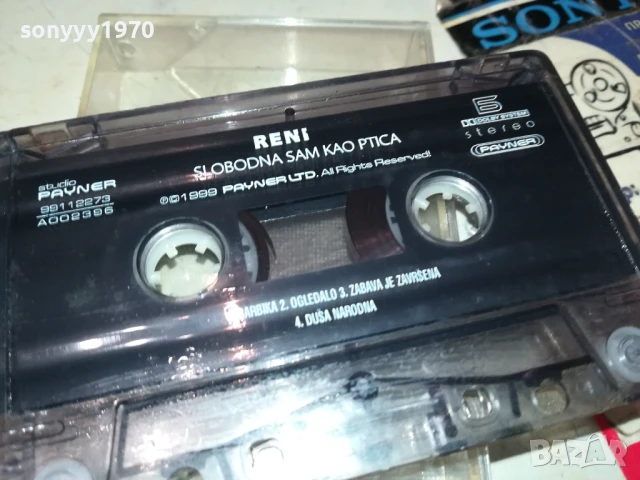 sonyyy1970
SONY
RENI
SLOBODNA SAM KAO PTICA
℗©1999 PAYNER LTD. All Rights Reserved!
studio
PAYNER
99112273
A002396
Б
DOLBY SYSTEM
stereo
PAYNER
2. OGLEDALO 3. ZABAVA JE ZAVRŠENA
4. DUŠA NARODNA
BAZAR